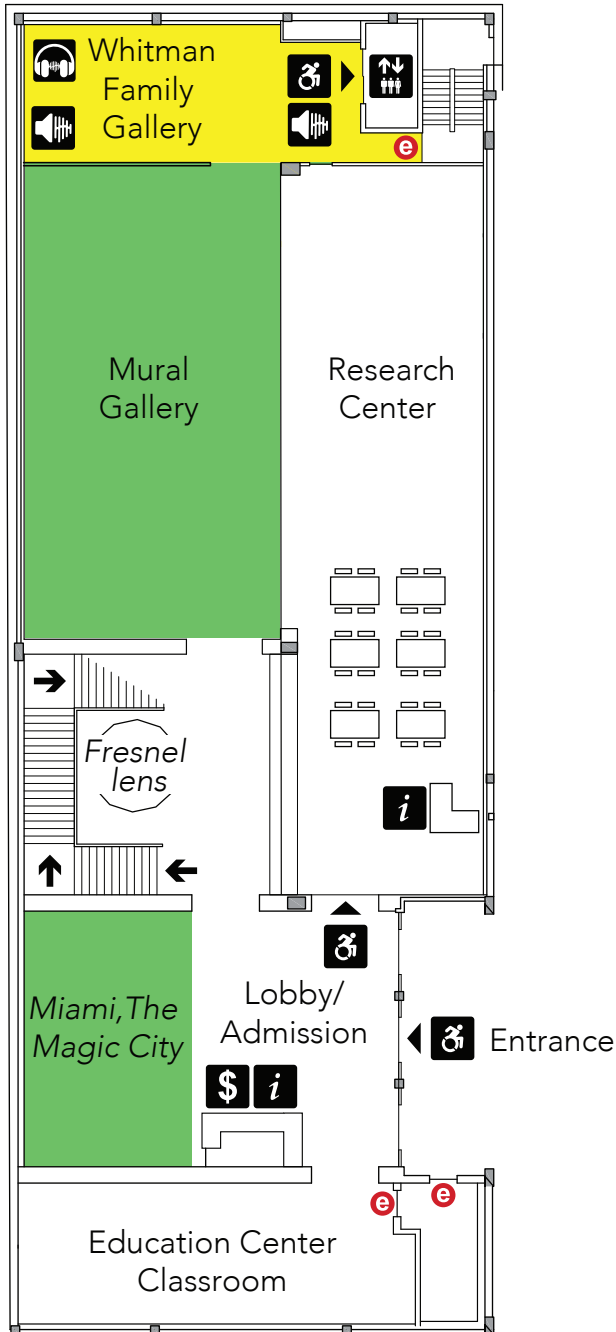 Whitman
Family
Gallery
e
Mural
Gallery
Research
Center
Fresnel
lens
i
Miami,The
Magic City
Lobby/
Admission
Entrance
$ i
e
e
Education Center
Classroom